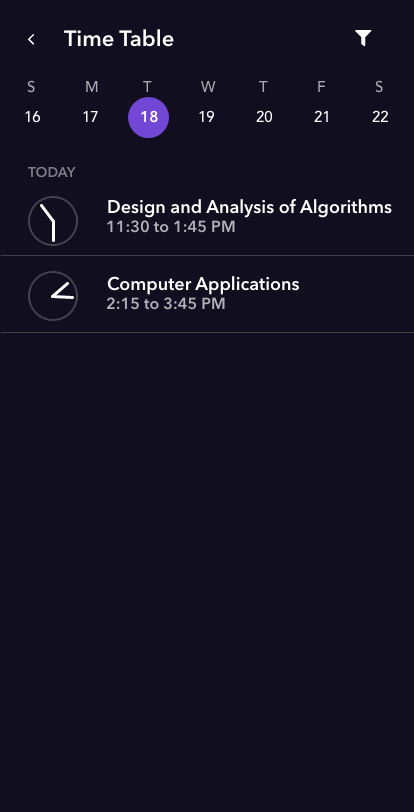 Time Table
S M T W T F S
16 17 18 19 20 21 22
TODAY
Design and Analysis of Algorithms
11:30 to 1:45 PM
Computer Applications
2:15 to 3:45 PM